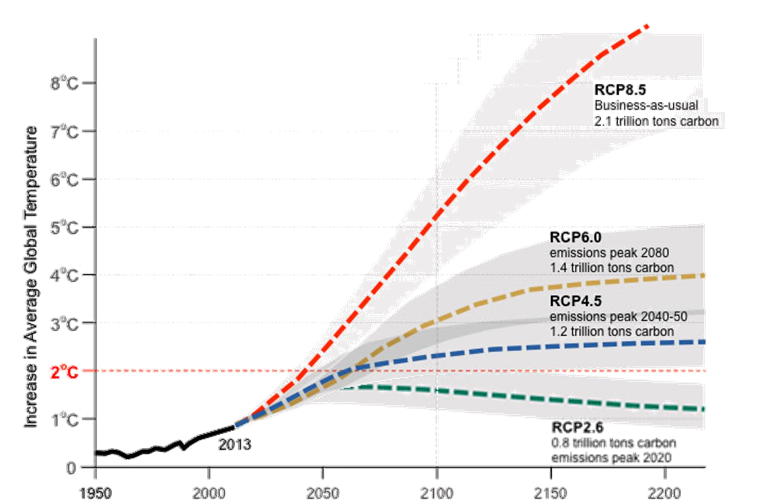 Increase in Average Global Temperature
8°C
7°C
6°C
5°C
4°C
3°C
2°C
1°C
0
RCP8.5
Business-as-usual
2.1 trillion tons carbon
RCP6.0
emissions peak 2080
1.4 trillion tons carbon
RCP4.5
emissions peak 2040-50
1.2 trillion tons carbon
RCP2.6
0.8 trillion tons carbon
emissions peak 2020
2013
1950
2000
2050
2100
2150
2200